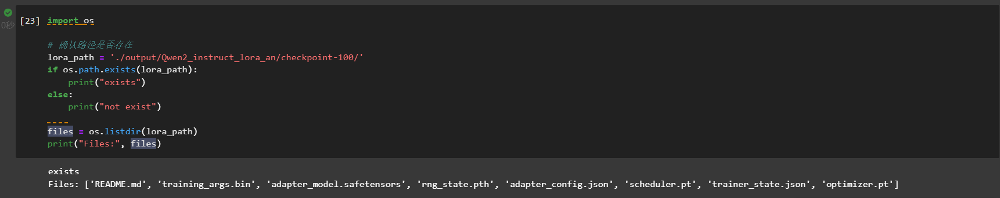 [23] import os
0秒
# 确认路径是否存在
lora_path = './output/Qwen2_instruct_lora_an/checkpoint-100/'
if os.path.exists(lora_path):
    print("exists")
else:
    print("not exist")
files = os.listdir(lora_path)
print("Files:", files)
exists
Files: ['README.md', 'training_args.bin', 'adapter_model.safetensors', 'rng_state.pth', 'adapter_config.json', 'scheduler.pt', 'trainer_state.json', 'optimizer.pt']